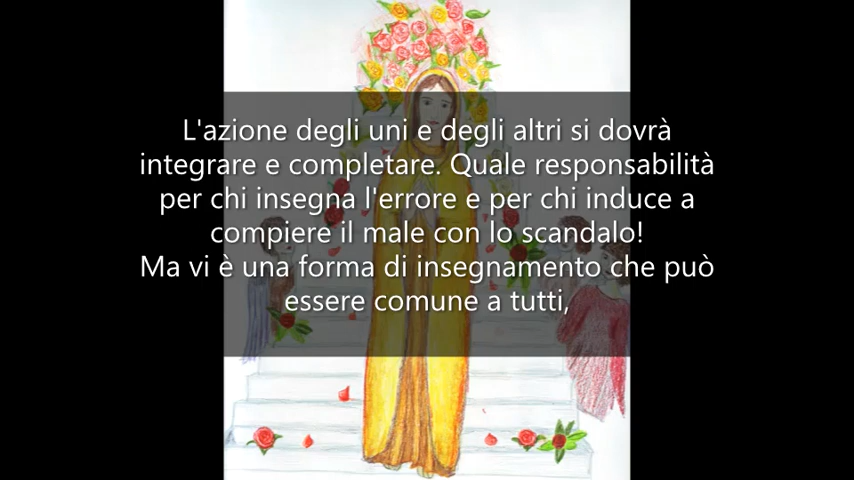 L'azione degli uni e degli altri si dovrà
integrare e completare. Quale responsabilità
per chi insegna l'errore e per chi induce a
compiere il male con lo scandalo!
Ma vi è una forma di insegnamento che può
essere comune a tutti,